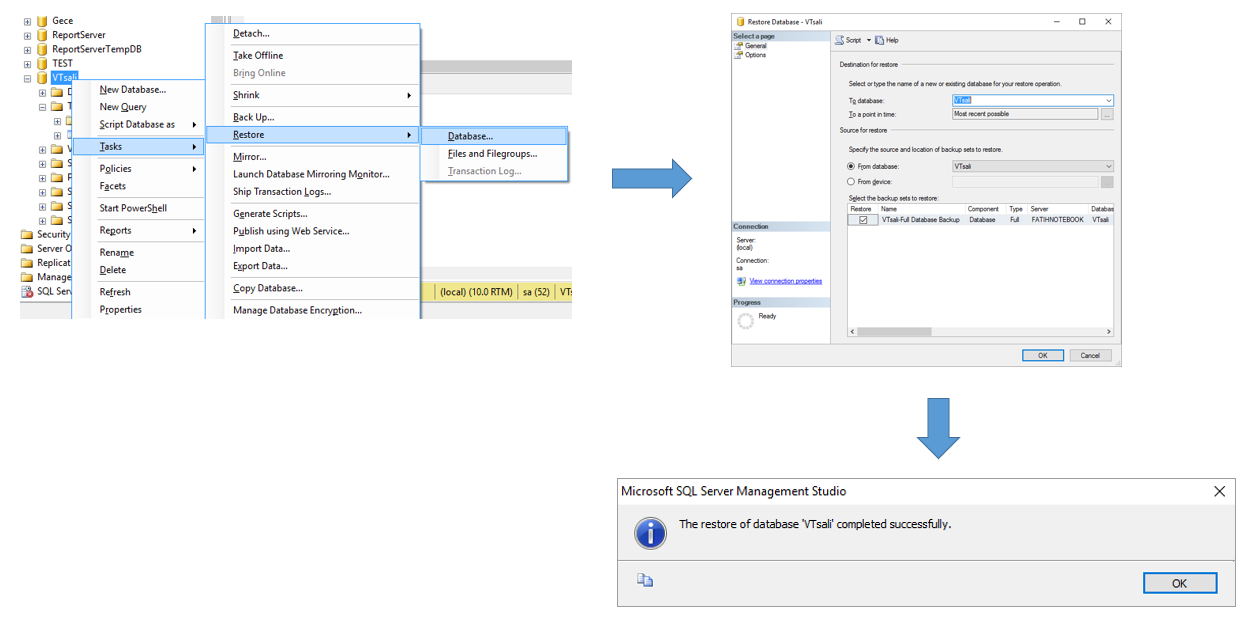 Gece
ReportServer
ReportServerTempDB
TEST
VTsali
Security
Server O
Replicat
Manage
SQL Serv
New Database...
New Query
Script Database as
Tasks
Policies
Facets
Start PowerShell
Reports
Rename
Delete
Refresh
Properties
Detach...
Take Offline
Bring Online
Shrink
Back Up...
Restore
Mirror...
Launch Database Mirroring Monitor...
Ship Transaction Logs...
Generate Scripts...
Publish using Web Service...
Import Data...
Export Data...
Copy Database...
Manage Database Encryption...
Database...
Files and Filegroups...
Transaction Log...
(local) (10.0 RTM) sa (52) VTs
Restore Database - VTsali
Select a page
General
Options
Script Help
Destination for restore
Select or type the name of a new or existing database for your restore operation.
To database: VTsali
To a point in time: Most recent possible ...
Source for restore
Specify the source and location of backup sets to restore.
From database: VTsali
From device:
Select the backup sets to restore:
Restore Name Component Type Server Databas
VTsali-Full Database Backup Database Full FATIHNOTEBOOK VTsali
Connection
Server:
(local)
Connection:
sa
View connection properties
Progress
Ready
OK Cancel
Microsoft SQL Server Management Studio
The restore of database 'VTsali' completed successfully.
OK